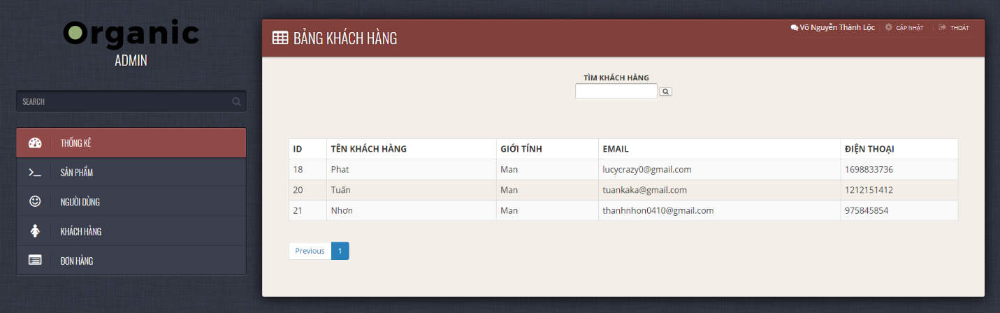 Organic
ADMIN
SEARCH
THỐNG KÊ
SẢN PHẨM
NGƯỜI DÙNG
KHÁCH HÀNG
ĐƠN HÀNG
BẢNG KHÁCH HÀNG
Võ Nguyễn Thành Lộc CẬP NHẬT THOÁT
TÌM KHÁCH HÀNG
ID TÊN KHÁCH HÀNG GIỚI TÍNH EMAIL ĐIỆN THOẠI
18 Phat Man lucycrazy0@gmail.com 1698833736
20 Tuấn Man tuankaka@gmail.com 1212151412
21 Nhơn Man thanhnhon0410@gmail.com 975845854
Previous 1